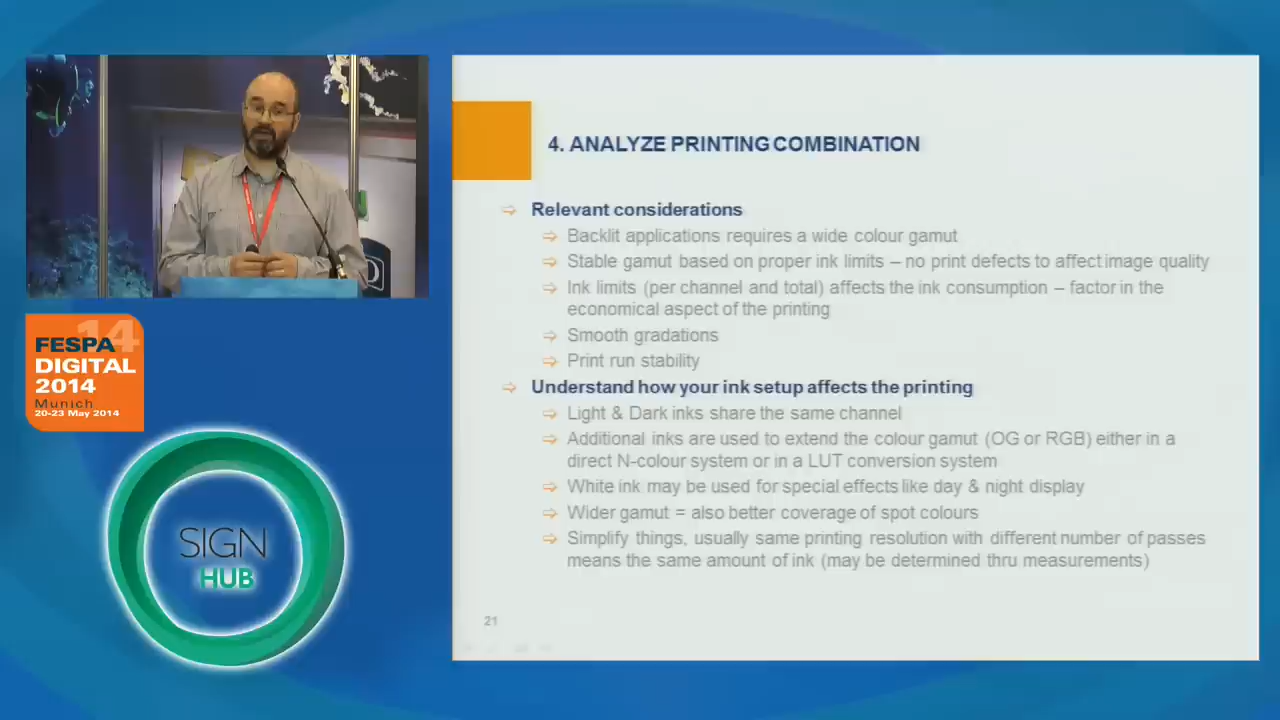 4. ANALYZE PRINTING COMBINATION
Relevant considerations
Backlit applications requires a wide colour gamut
Stable gamut based on proper ink limits – no print defects to affect image quality
Ink limits (per channel and total) affects the ink consumption – factor in the
economical aspect of the printing
Smooth gradations
Print run stability
Understand how your ink setup affects the printing
Light & Dark inks share the same channel
Additional inks are used to extend the colour gamut (OG or RGB) either in a
direct N-colour system or in a LUT conversion system
White ink may be used for special effects like day & night display
Wider gamut = also better coverage of spot colours
Simplify things, usually same printing resolution with different number of passes
means the same amount of ink (may be determined thru measurements)
21
14
FESPA
DIGITAL
2014
Munich
20-23 May 2014
SIGN
HUB